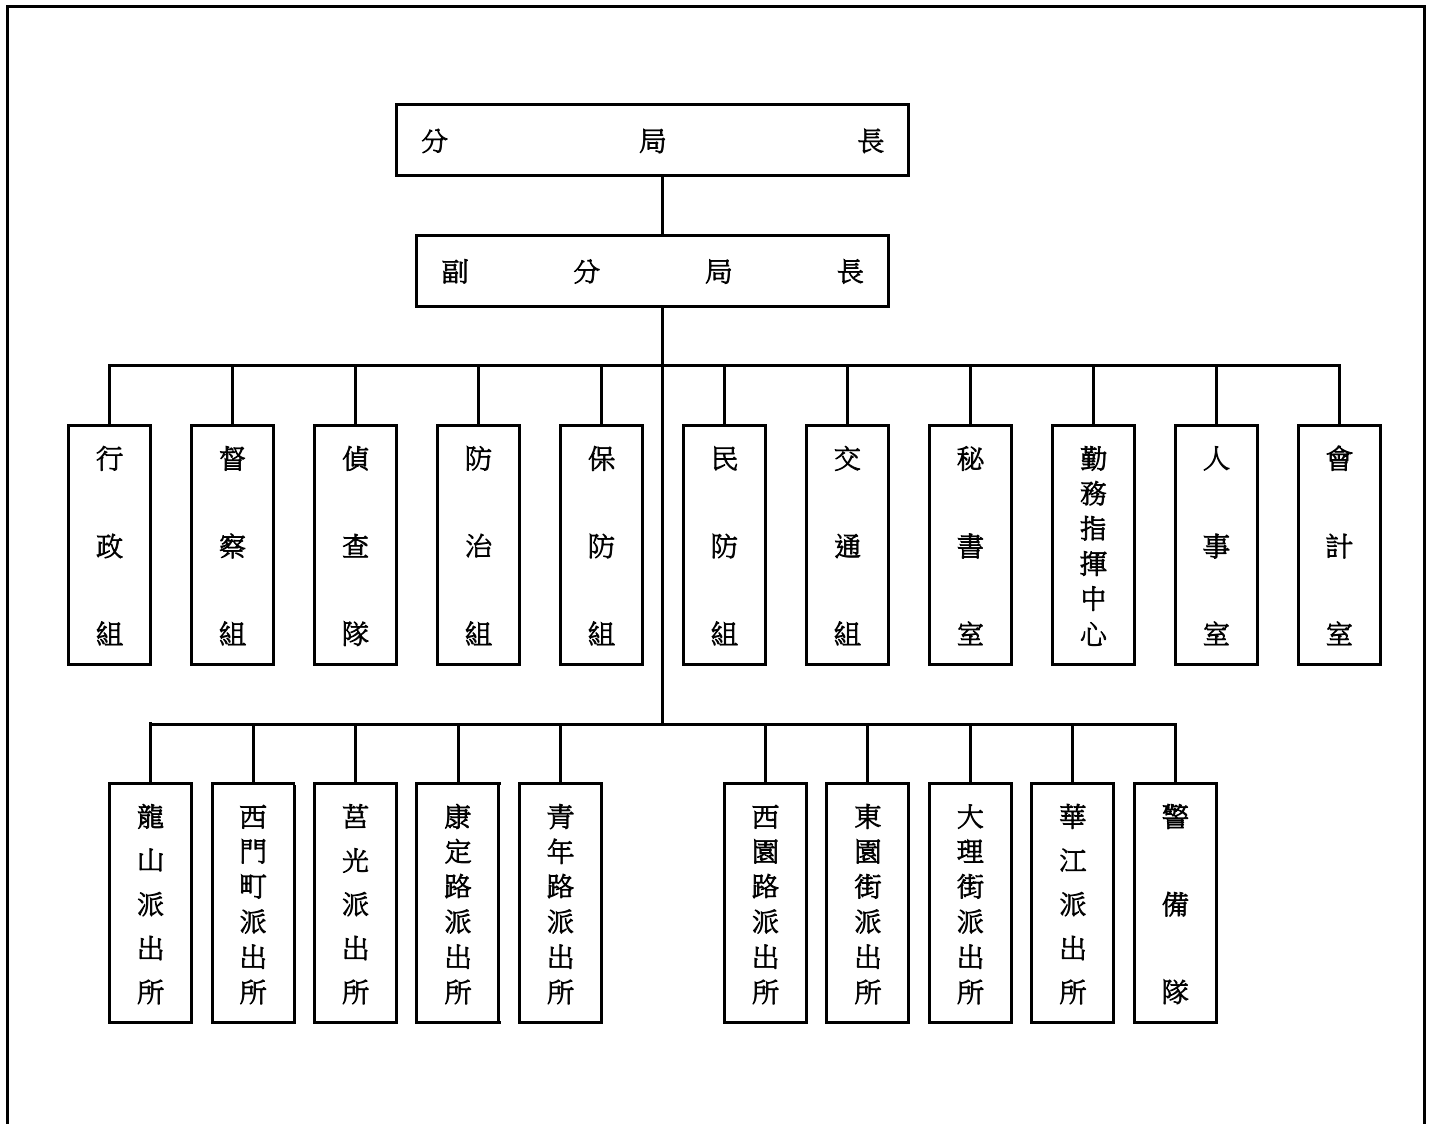 分局長
副分局長
行政組
督察組
偵查隊
防治組
保防組
民防組
交通組
秘書室
勤務指揮中心
人事室
會計室
龍山派出所
西門町派出所
莒光派出所
康定路派出所
青年路派出所
西園路派出所
東園街派出所
大理街派出所
華江派出所
警備隊